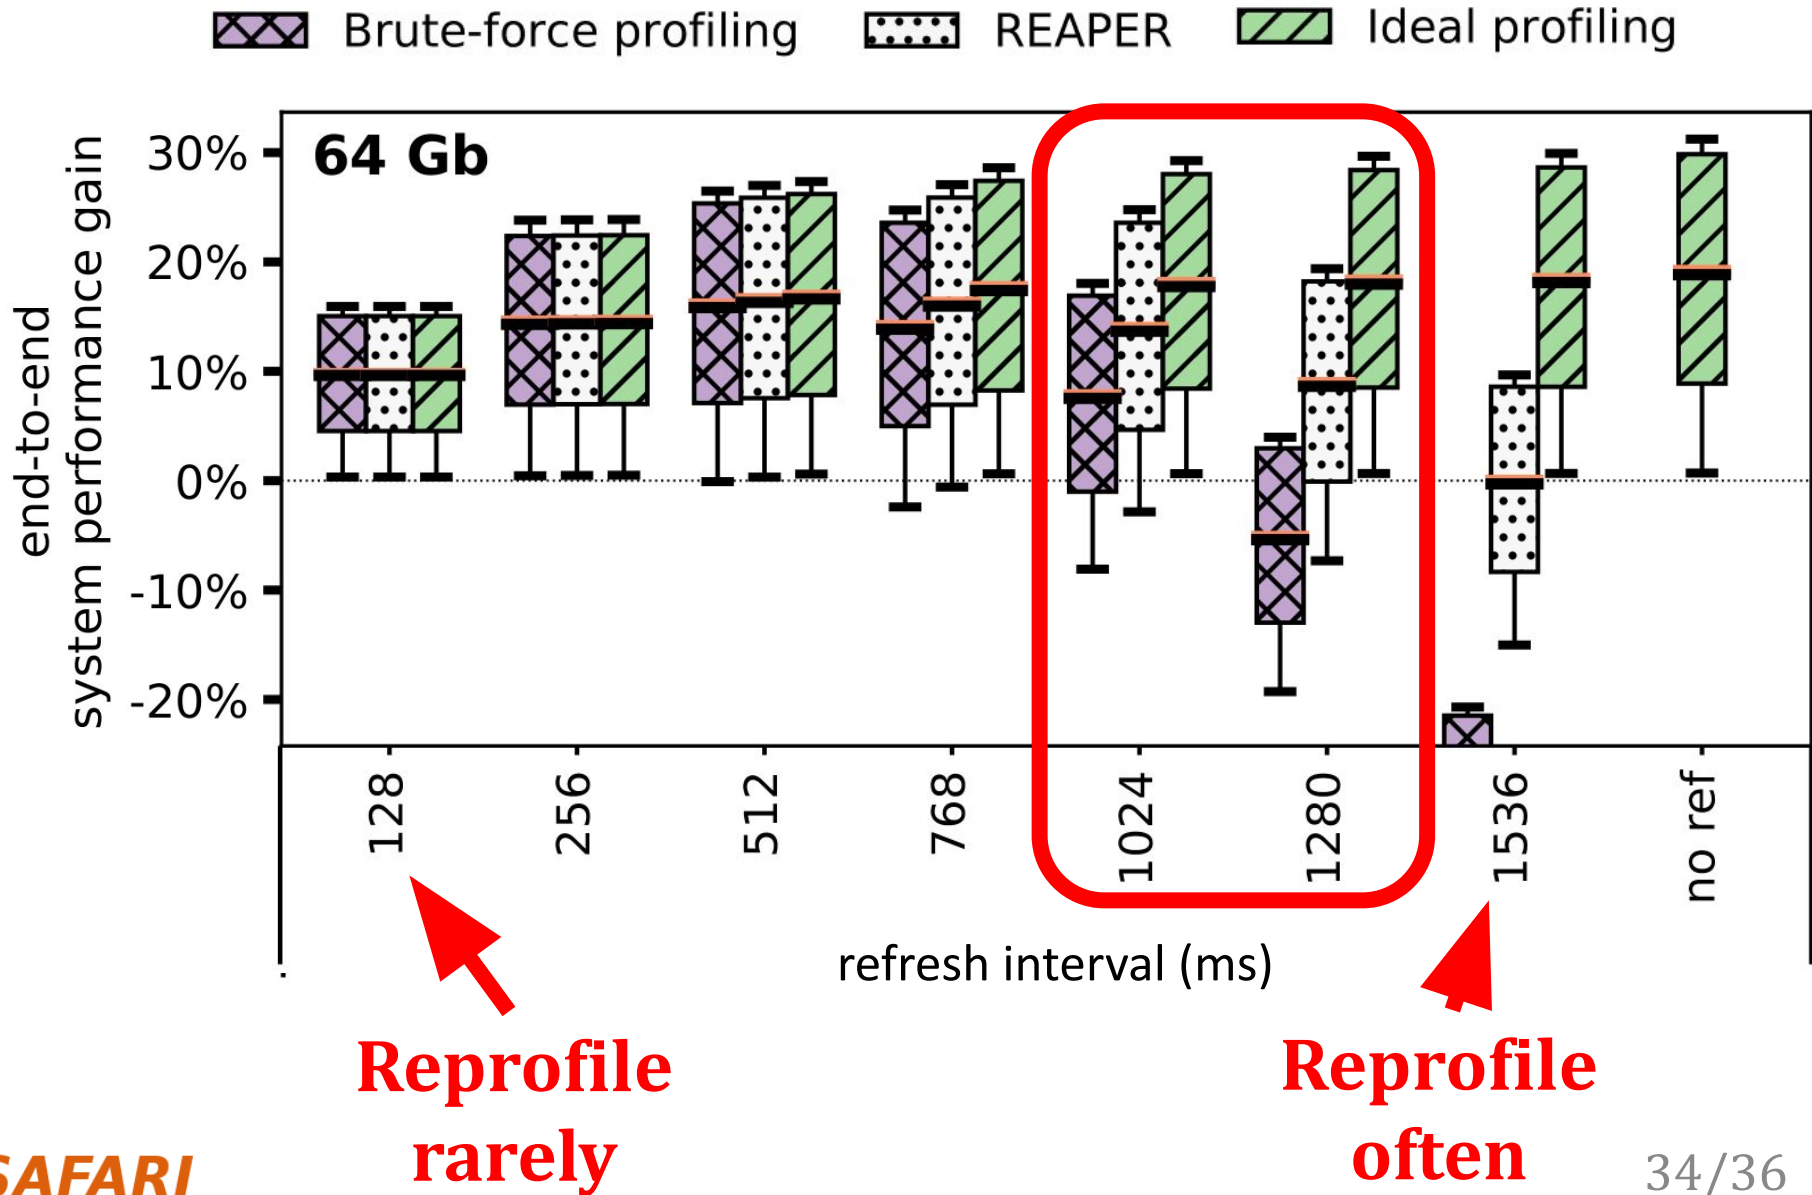 Brute-force profiling REAPER Ideal profiling
64 Gb
end-to-end
system performance gain
30%
20%
10%
0%
-10%
-20%
128 256 512 768 1024 1280 1536 no ref
refresh interval (ms)
Reprofile
rarely
Reprofile
often
SAFARI
34/36